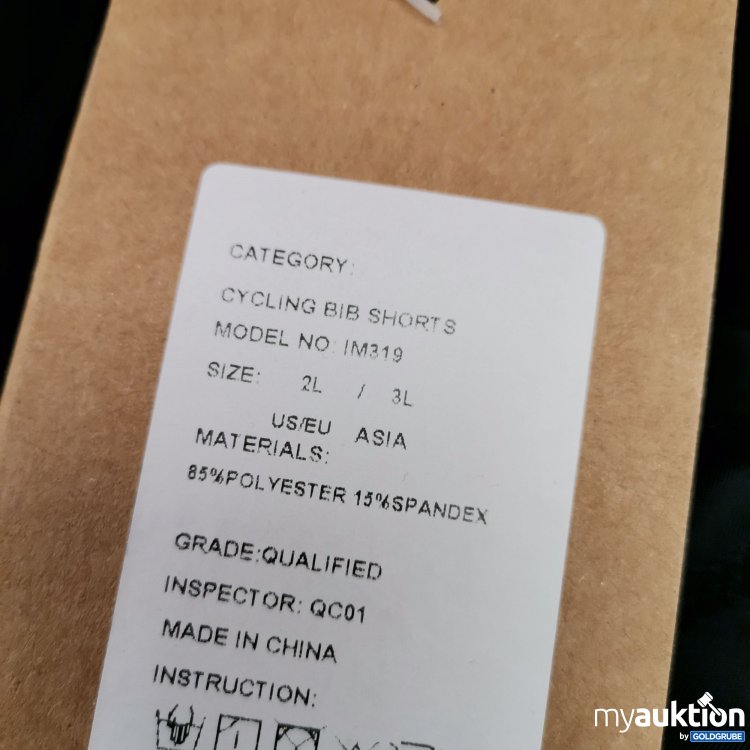 CATEGORY:
CYCLING BIB SHORTS
MODEL NO: IM319
SIZE: 2L / 3L
US/EU ASIA
MATERIALS:
85%POLYESTER 15%SPANDEX
GRADE:QUALIFIED
INSPECTOR: QC01
MADE IN CHINA
INSTRUCTION:
myauktion
by GOLDGRUBE